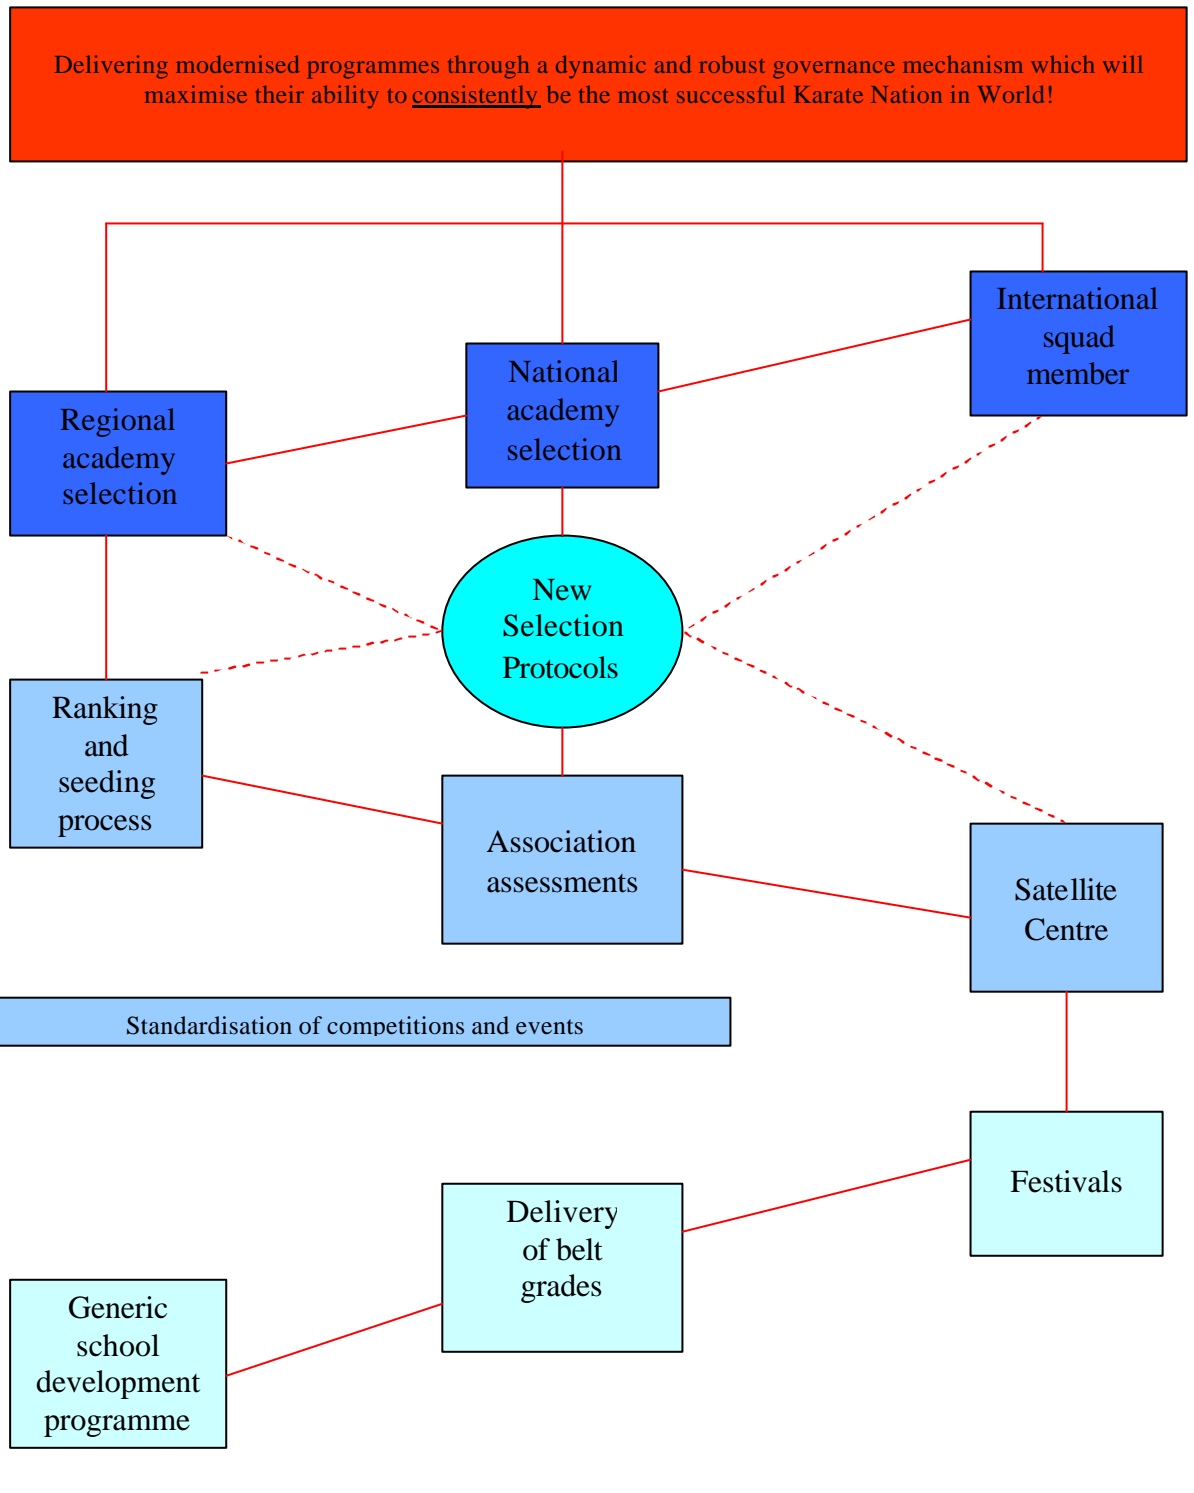 Delivering modernised programmes through a dynamic and robust governance mechanism which will
maximise their ability to consistently be the most successful Karate Nation in World!
International
squad
member
National
academy
selection
Regional
academy
selection
New
Selection
Protocols
Ranking
and
seeding
process
Association
assessments
Satellite
Centre
Standardisation of competitions and events
Festivals
Delivery
of belt
grades
Generic
school
development
programme